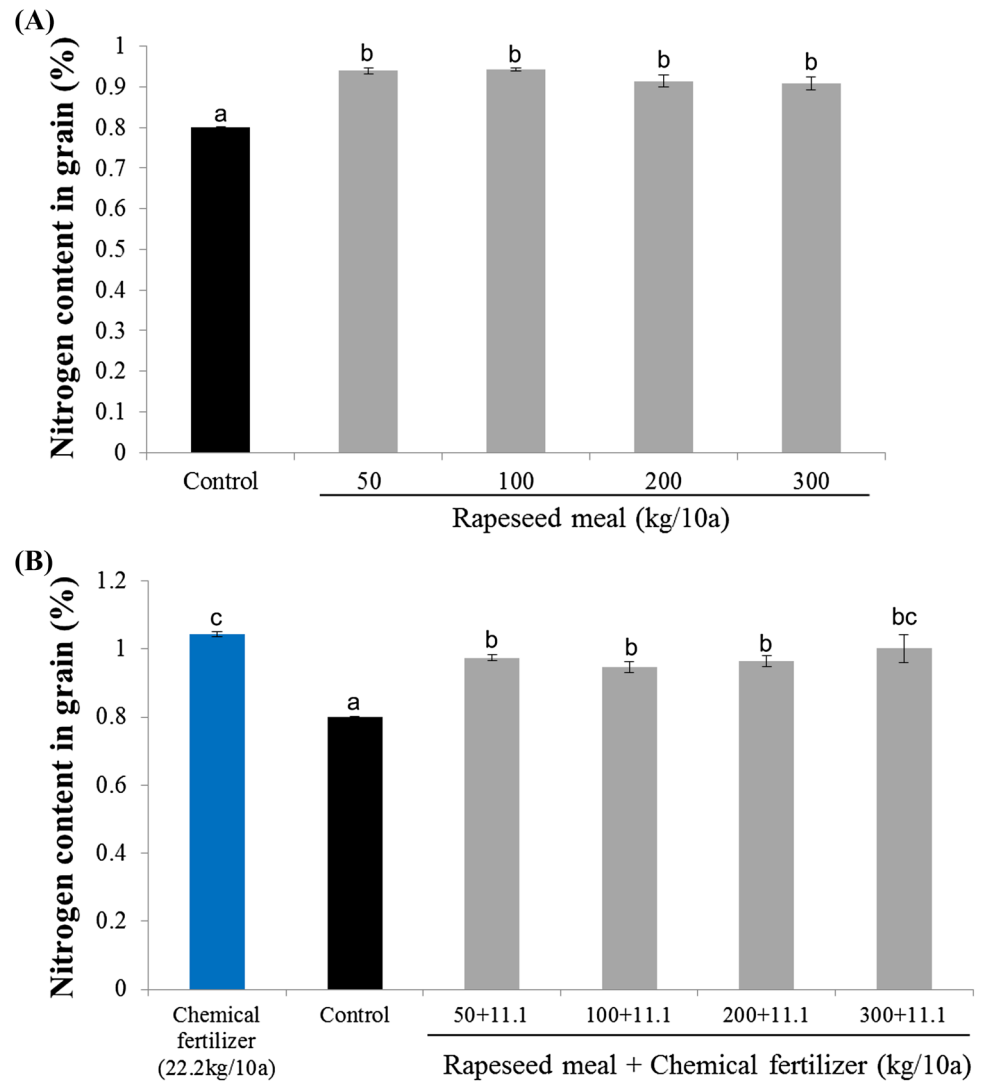 (A)
Nitrogen content in grain (%)
1
0.9
0.8
0.7
0.6
0.5
0.4
0.3
0.2
0.1
0
a
b
b
b
b
Control
50
100
200
300
Rapeseed meal (kg/10a)
(B)
Nitrogen content in grain (%)
1.2
1
0.8
0.6
0.4
0.2
0
c
a
b
b
b
bc
Chemical
fertilizer
(22.2kg/10a)
Control
50+11.1
100+11.1
200+11.1
300+11.1
Rapeseed meal + Chemical fertilizer (kg/10a)